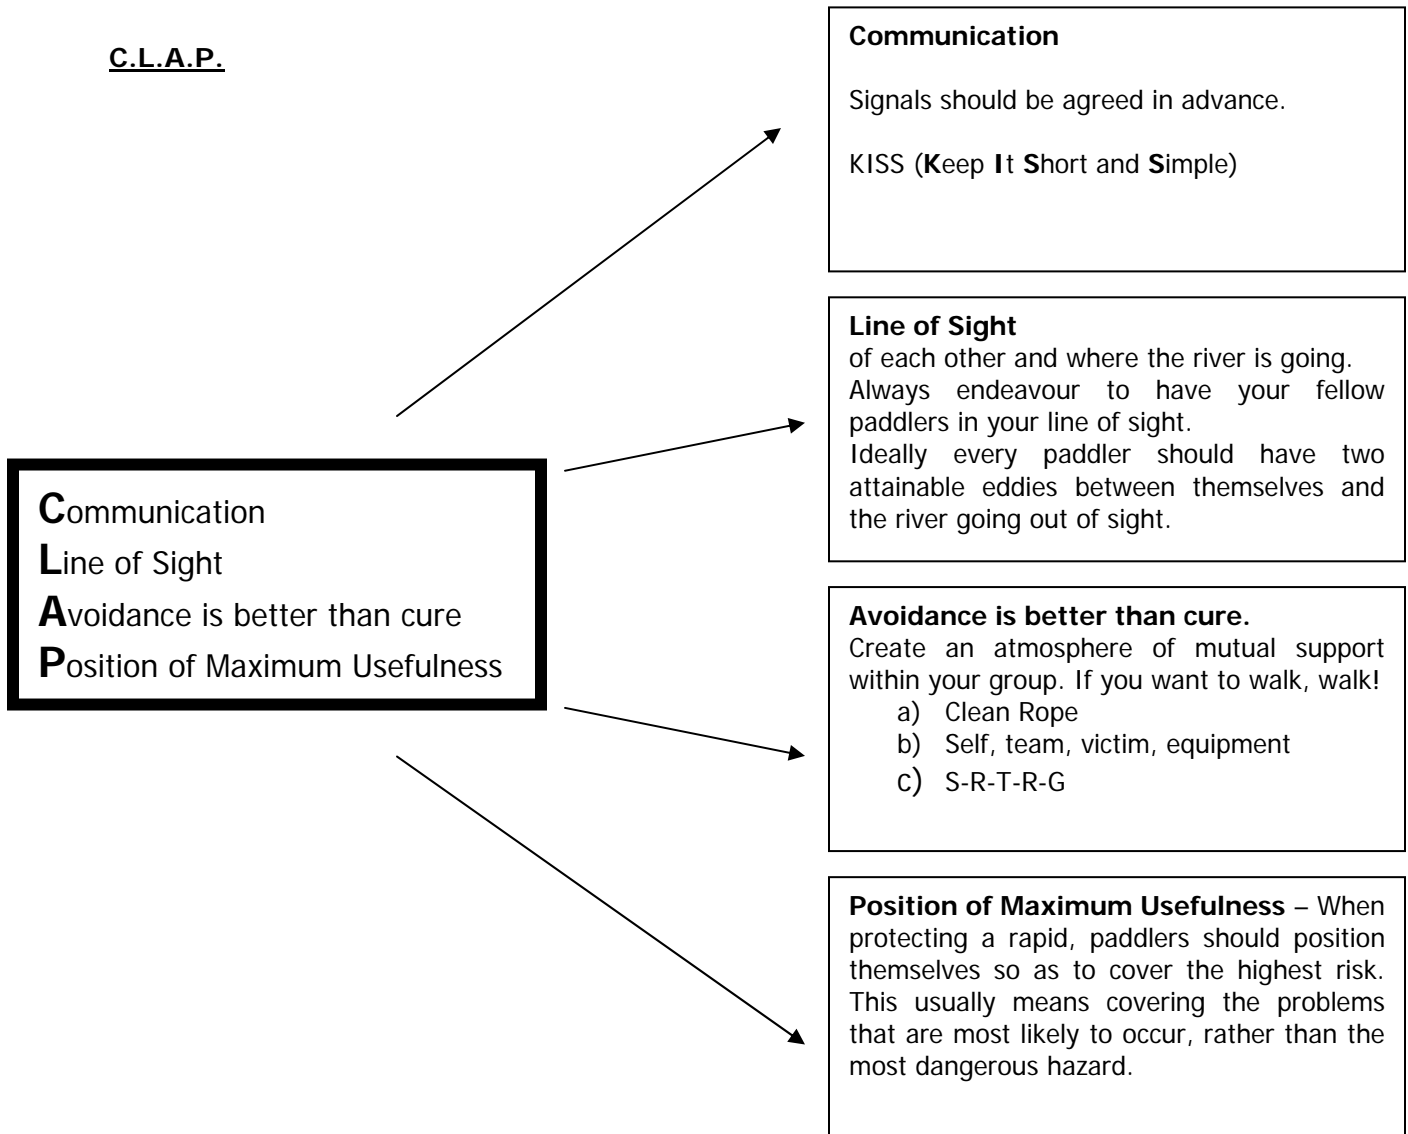 C.L.A.P.
Communication
Signals should be agreed in advance.
KISS (Keep It Short and Simple)
Line of Sight
of each other and where the river is going.
Always endeavour to have your fellow
paddlers in your line of sight.
Ideally every paddler should have two
attainable eddies between themselves and
the river going out of sight.
Communication
Line of Sight
Avoidance is better than cure
Position of Maximum Usefulness
Avoidance is better than cure.
Create an atmosphere of mutual support
within your group. If you want to walk, walk!
a) Clean Rope
b) Self, team, victim, equipment
c) S-R-T-R-G
Position of Maximum Usefulness – When
protecting a rapid, paddlers should position
themselves so as to cover the highest risk.
This usually means covering the problems
that are most likely to occur, rather than the
most dangerous hazard.